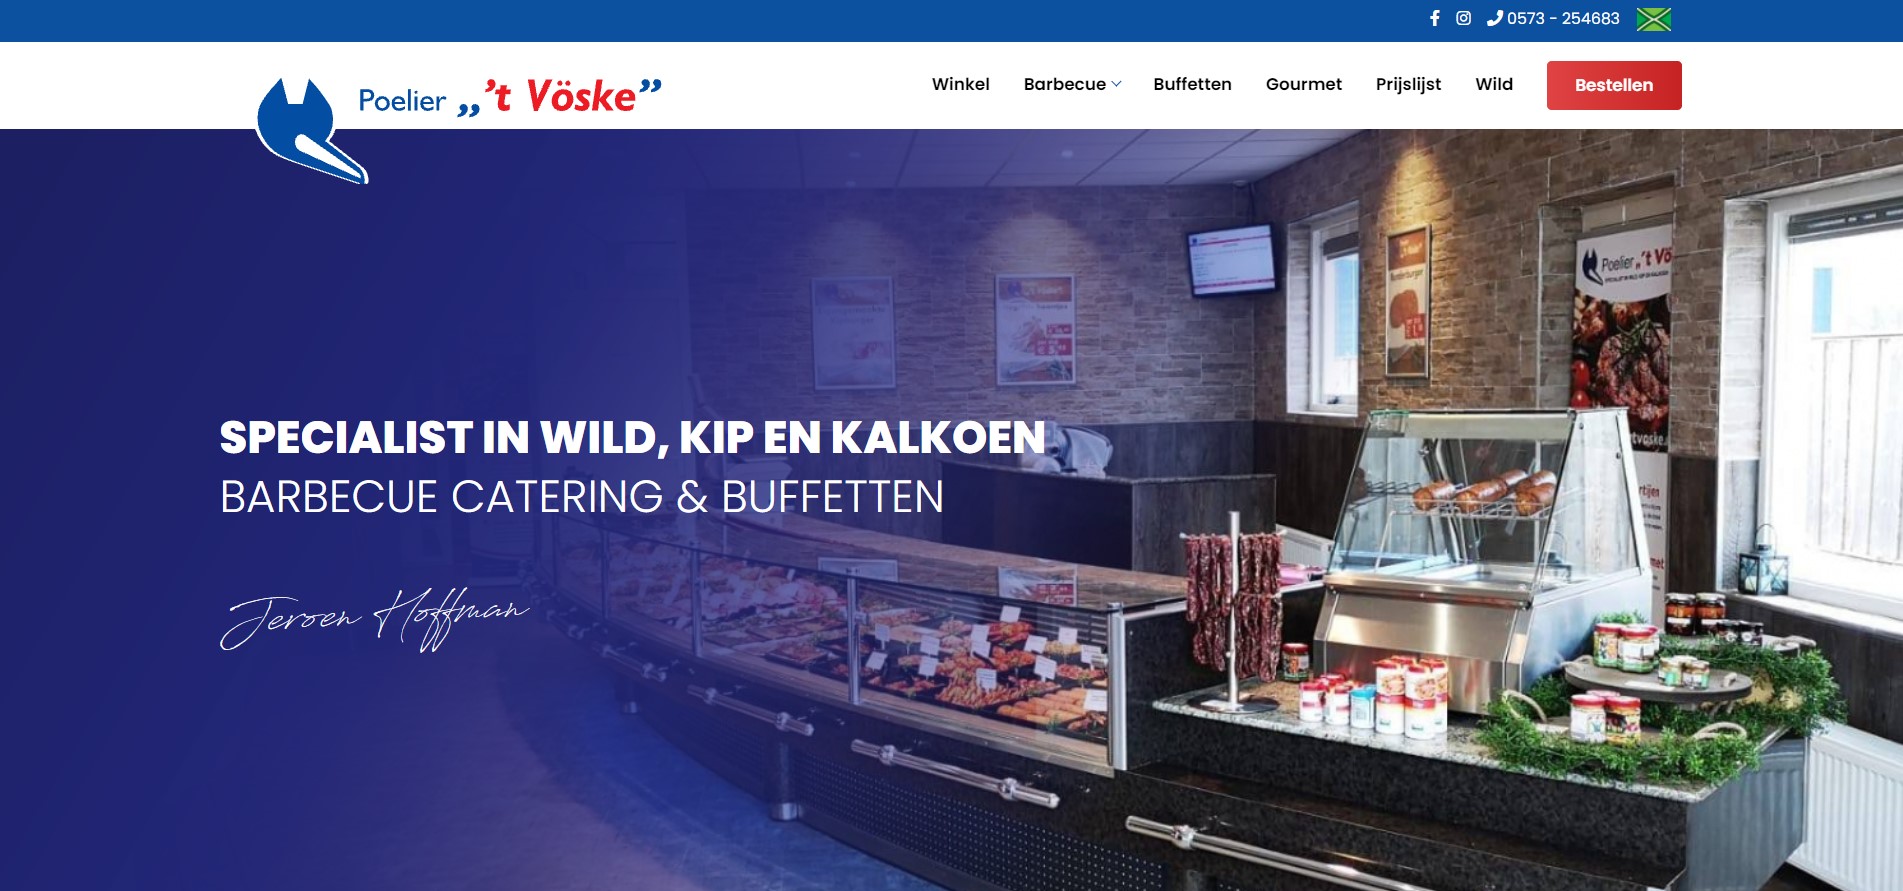 0573 - 254683
Poelier „'t Vöske”
Winkel Barbecue Buffetten Gourmet Prijslijst Wild Bestellen
Poelier „'t Vö
SPECIALIST IN WILD, KIP EN KALKOEN
BARBECUE CATERING & BUFFETTEN
Jeroen Hoffman